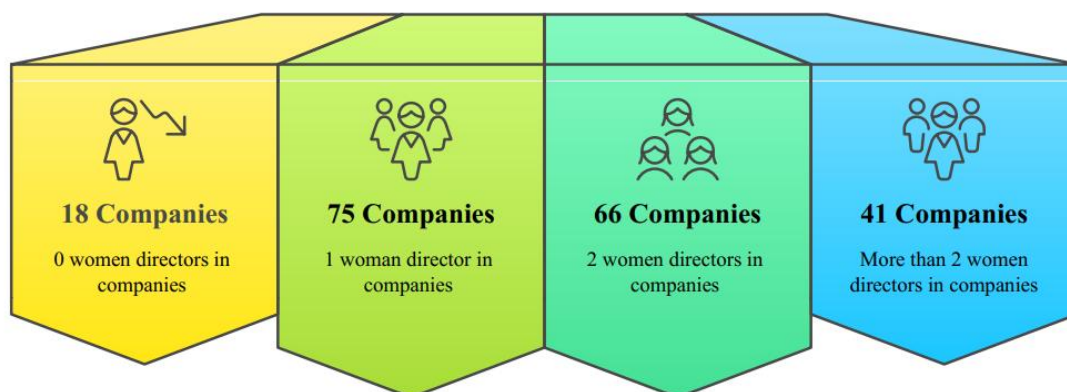 18 Companies
0 women directors in
companies
75 Companies
1 woman director in
companies
66 Companies
2 women directors in
companies
41 Companies
More than 2 women
directors in companies